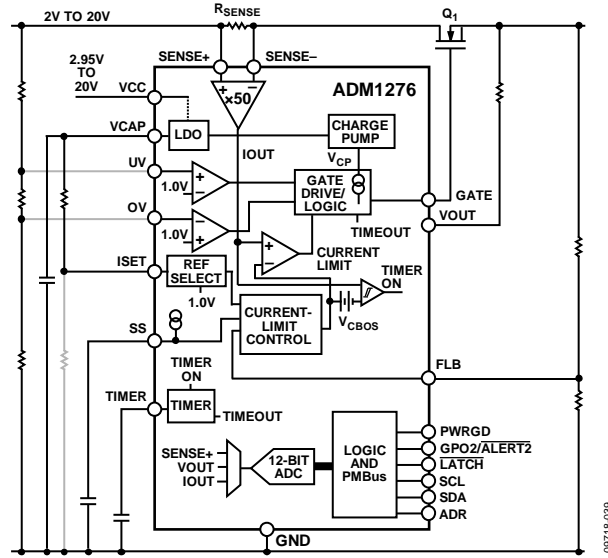 RSENSE
Q1
2V TO 20V
SENSE+
SENSE–
2.95V
TO
20V
VCC
+ –
×50
ADM1276
VCAP
LDO
CHARGE
PUMP
IOUT
VCP
UV
+
1.0V –
GATE
DRIVE/
LOGIC
GATE
OV
–
1.0V +
TIMEOUT
VOUT
+
–
CURRENT
LIMIT
ISET
REF
SELECT
1.0V
TIMER
ON
CURRENT-
LIMIT
CONTROL
VCBOS
SS
FLB
TIMER
ON
TIMER
TIMER
TIMEOUT
PWRGD
GPO2/ALERT2
LATCH
SCL
SDA
ADR
SENSE+
VOUT
IOUT
12-BIT
ADC
LOGIC
AND
PMBus
GND
09718-039